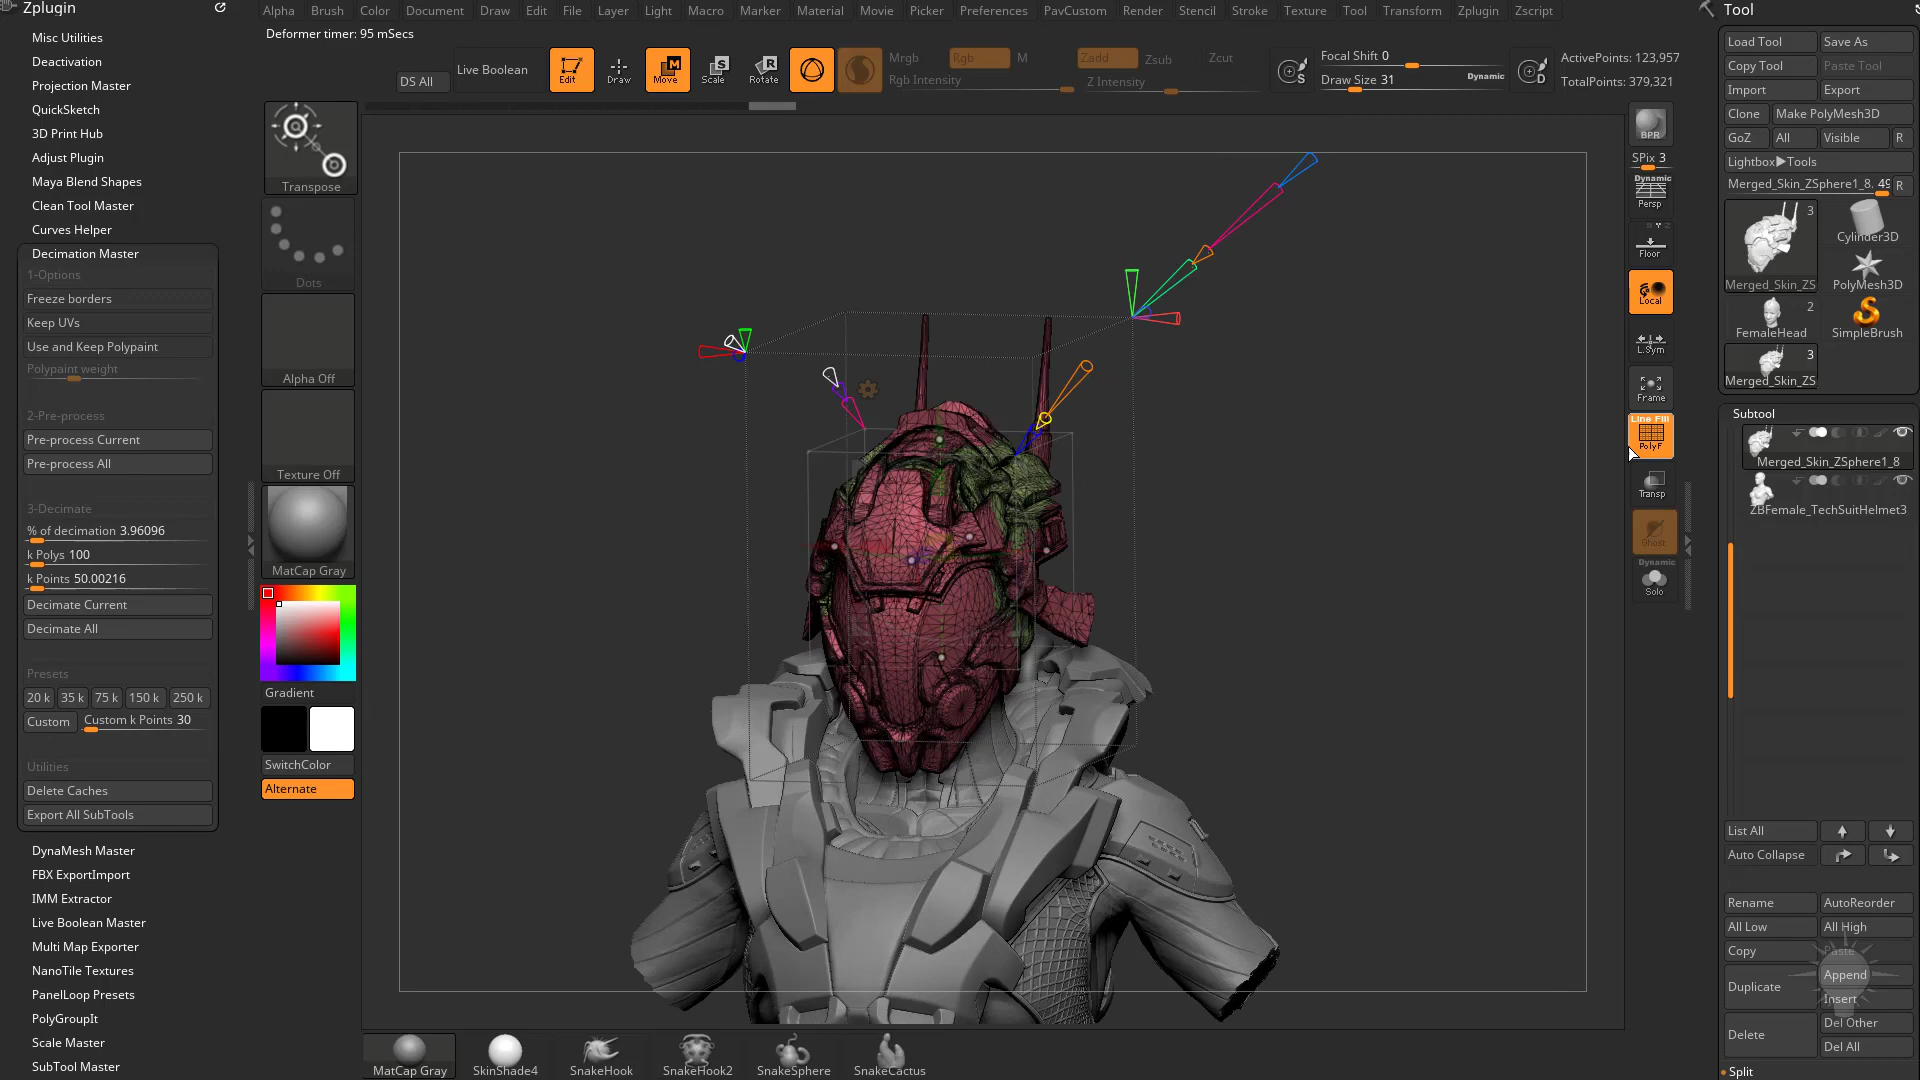 Zplugin
Misc Utilities
Deactivation
Projection Master
QuickSketch
3D Print Hub
Adjust Plugin
Maya Blend Shapes
Clean Tool Master
Curves Helper
Decimation Master
1-Options
Freeze borders
Keep UVs
Use and Keep Polypaint
Polypaint weight
2-Pre-process
Pre-process Current
Pre-process All
3-Decimate
% of decimation 3.96096
k Polys 100
k Points 50.00216
Decimate Current
Decimate All
Presets
20 k 35 k 75 k 150 k 250 k
Custom Custom k Points 30
Utilities
Delete Caches
Export All SubTools
DynaMesh Master
FBX ExportImport
IMM Extractor
Live Boolean Master
Multi Map Exporter
NanoTile Textures
PanelLoop Presets
PolyGroupIt
Scale Master
SubTool Master
Alpha Brush Color Document Draw Edit File Layer Light Macro Marker Material Movie Picker Preferences PavCustom Render Stencil Stroke Texture Tool Transform Zplugin Zscript
Deformer timer: 95 mSecs
DS All
Live Boolean
Edit
Draw
Move
Scale
Rotate
Mrgb Rgb M
Rgb Intensity
Zadd Zsub Zcut
Z Intensity
S
Focal Shift 0
Draw Size 31 Dynamic
D
ActivePoints: 123,957
TotalPoints: 379,321
Transpose
Dots
Alpha Off
Texture Off
MatCap Gray
Gradient
SwitchColor
Alternate
MatCap Gray
SkinShade4
SnakeHook
SnakeHook2
SnakeSphere
SnakeCactus
BPR
SPix 3
Dynamic
Persp
Floor
Local
L.Sym
Frame
Line Fill
PolyF
Transp
Ghost
Dynamic
Solo
Tool
Load Tool Save As
Copy Tool Paste Tool
Import Export
Clone Make PolyMesh3D
GoZ All Visible R
Lightbox▶Tools
Merged_Skin_ZSphere1_8. 49 R
3
Cylinder3D
Merged_Skin_ZS PolyMesh3D
2
FemaleHead SimpleBrush
3
Merged_Skin_ZS
Subtool
Merged_Skin_ZSphere1_8
ZBFemale_TechSuitHelmet3
List All
Auto Collapse
Rename AutoReorder
All Low All High
Copy Paste
Duplicate Append
Insert
Delete Del Other
Del All
Split